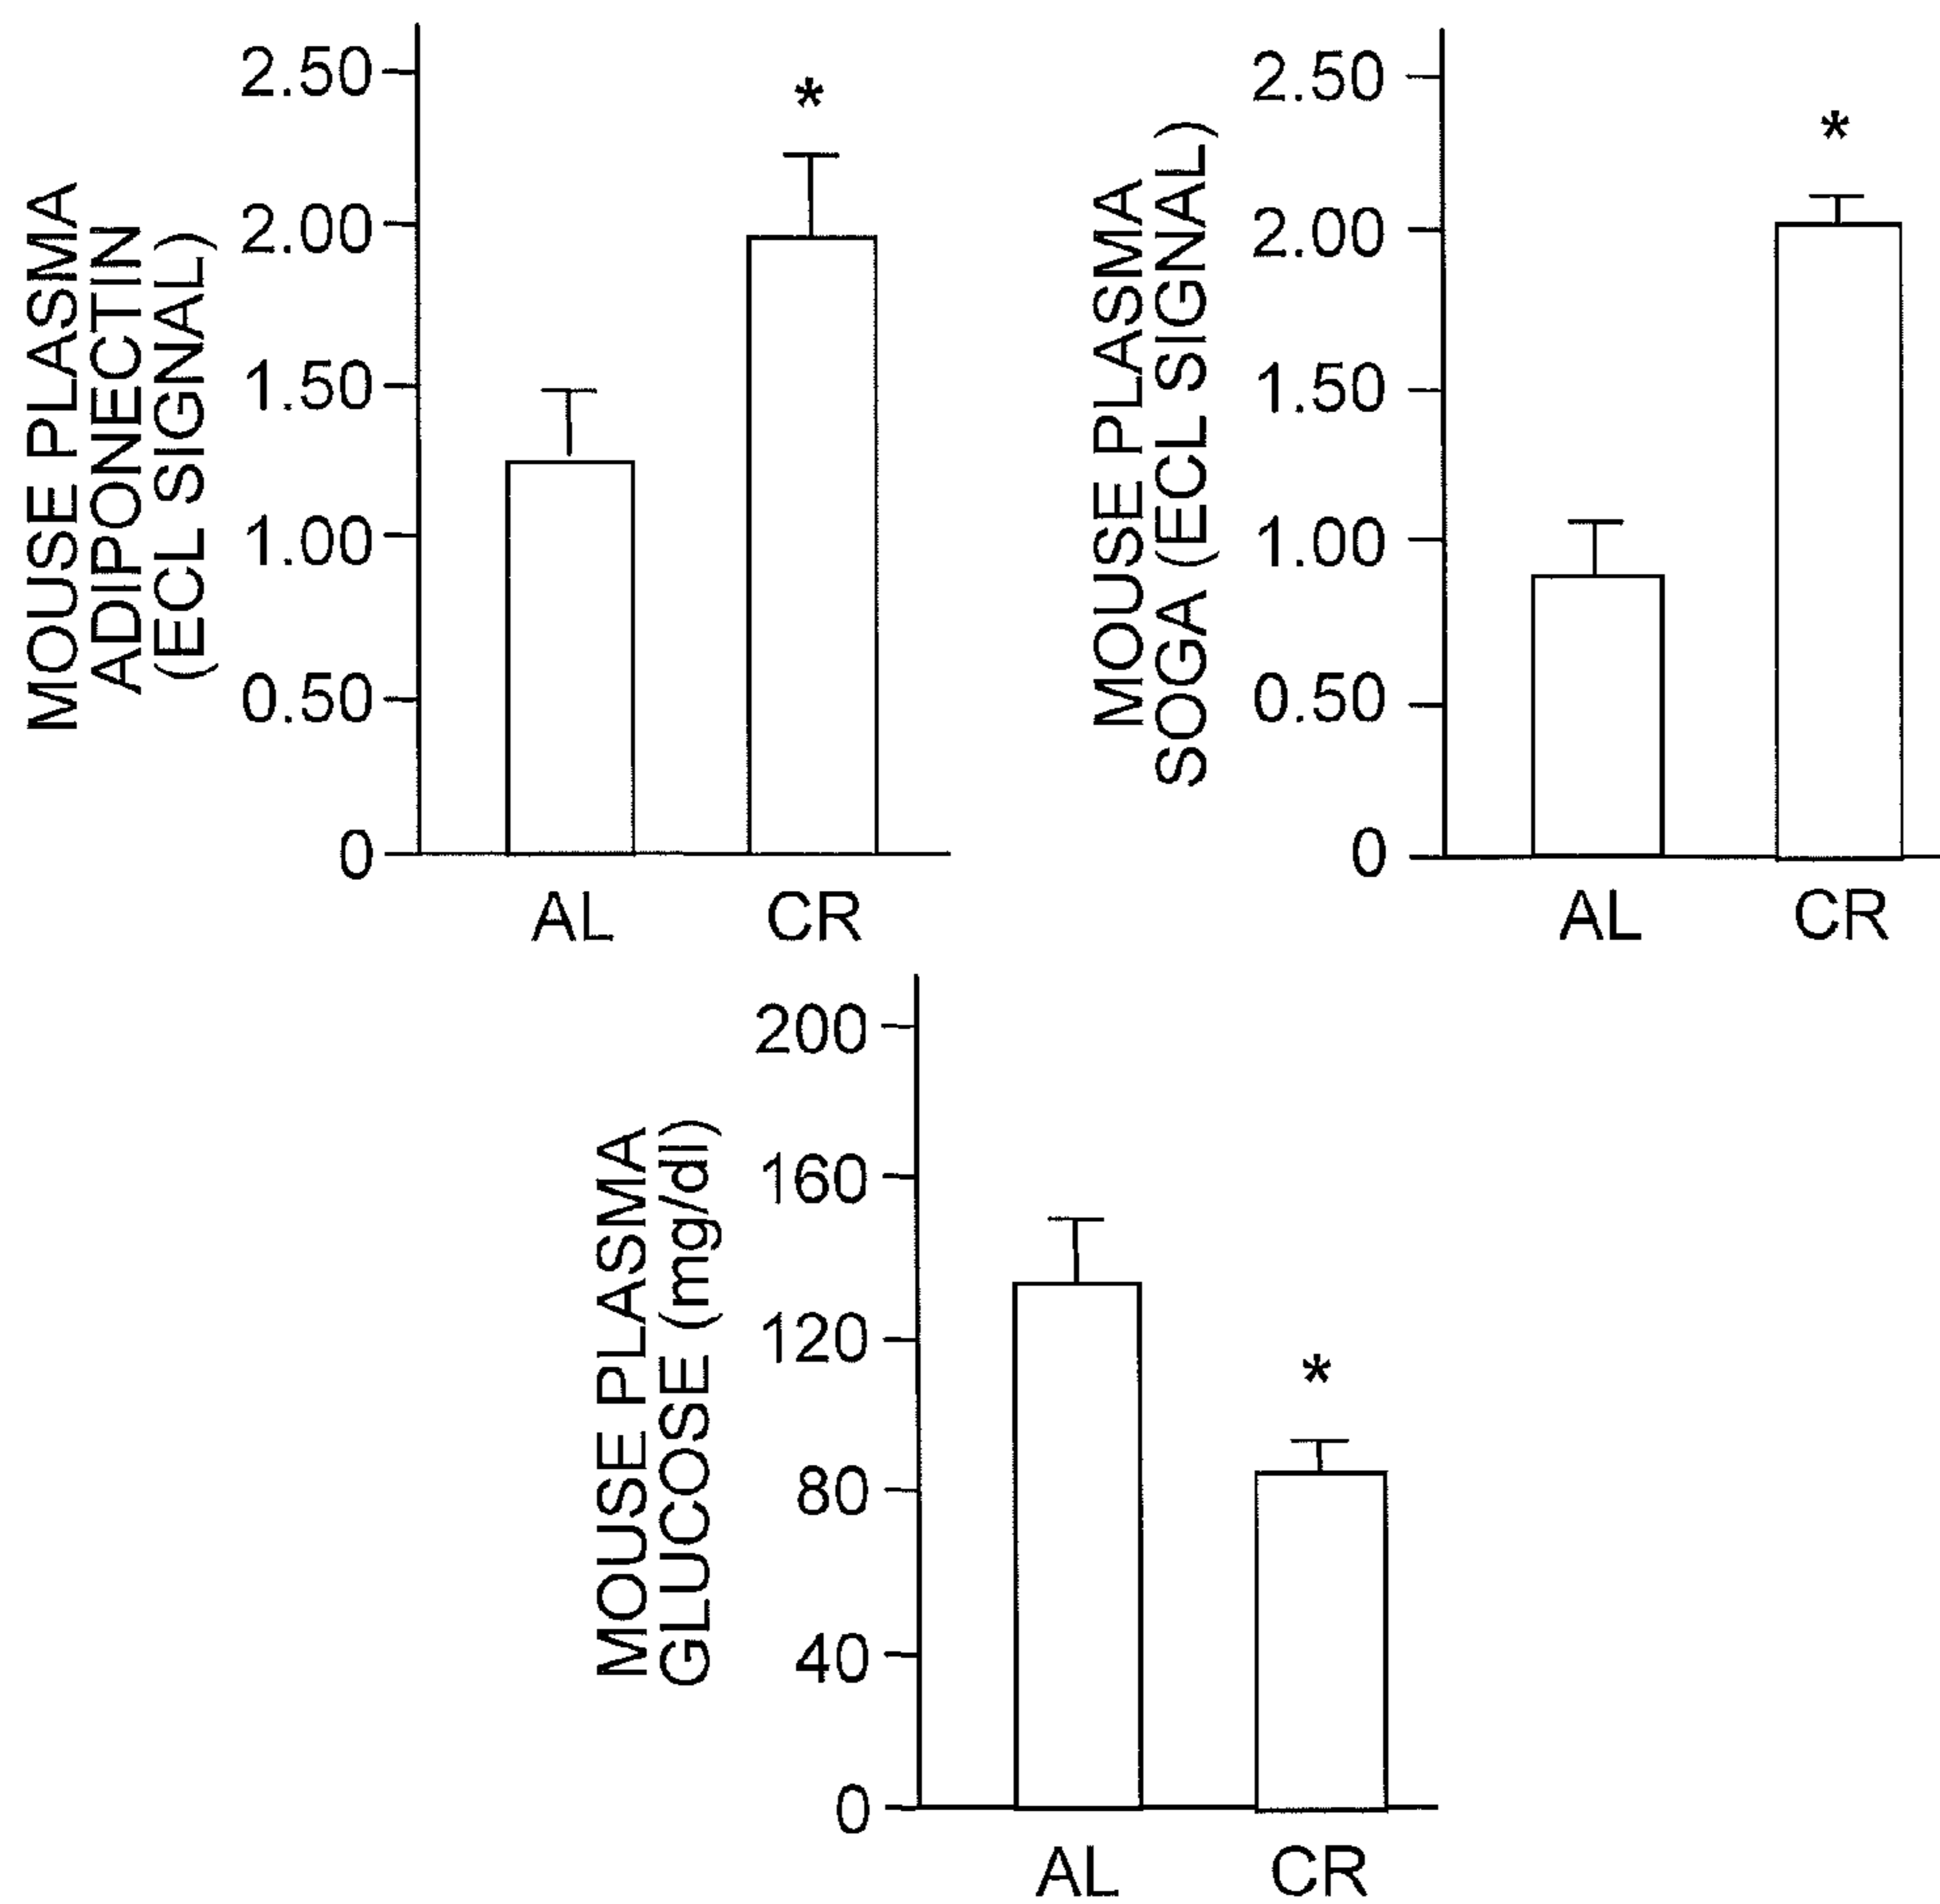 MOUSE PLASMA
ADIPONECTIN
(ECL SIGNAL)
2.50
2.00
1.50
1.00
0.50
0
*
AL CR
MOUSE PLASMA
SOGA (ECL SIGNAL)
2.50
2.00
1.50
1.00
0.50
0
*
AL CR
MOUSE PLASMA
GLUCOSE (mg/dl)
200
160
120
80
40
0
*
AL CR